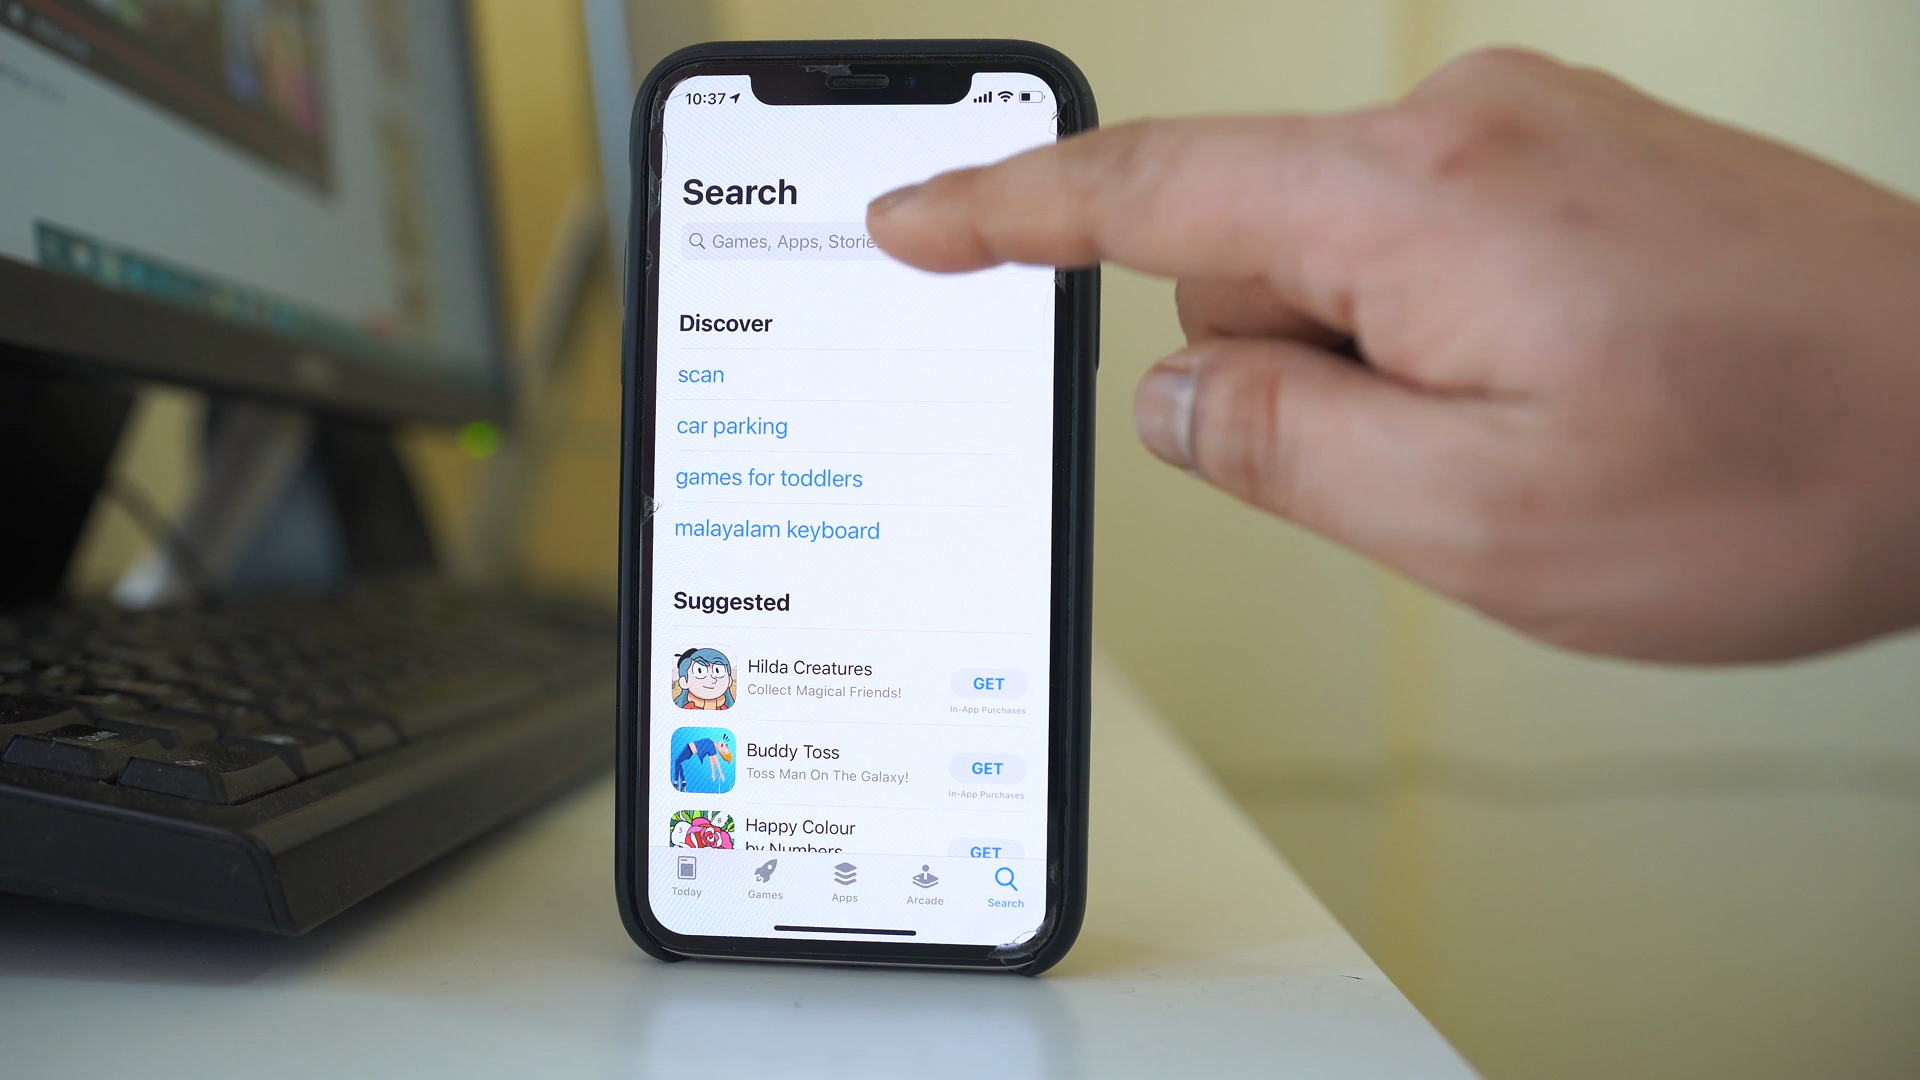 10:37
Search
Games, Apps, Storie
Discover
scan
car parking
games for toddlers
malayalam keyboard
Suggested
Hilda Creatures
Collect Magical Friends!
GET
In-App Purchases
Buddy Toss
Toss Man On The Galaxy!
GET
In-App Purchases
Happy Colour
by Numbers
GET
Today
Games
Apps
Arcade
Search